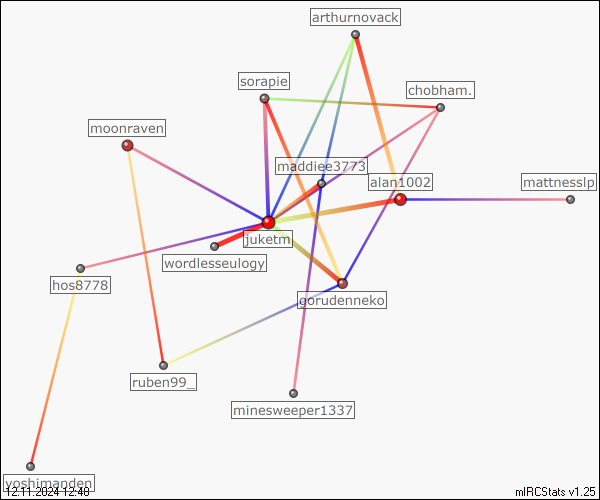 arthurnovack
sorapie
chobham.
moonraven
maddiee3773
alan1002
mattnesslp
juketm
wordlesseulogy
hos8778
gorudenneko
ruben99_
minesweeper1337
yoshimanden
12.11.2024 12:48
mIRCStats v1.25